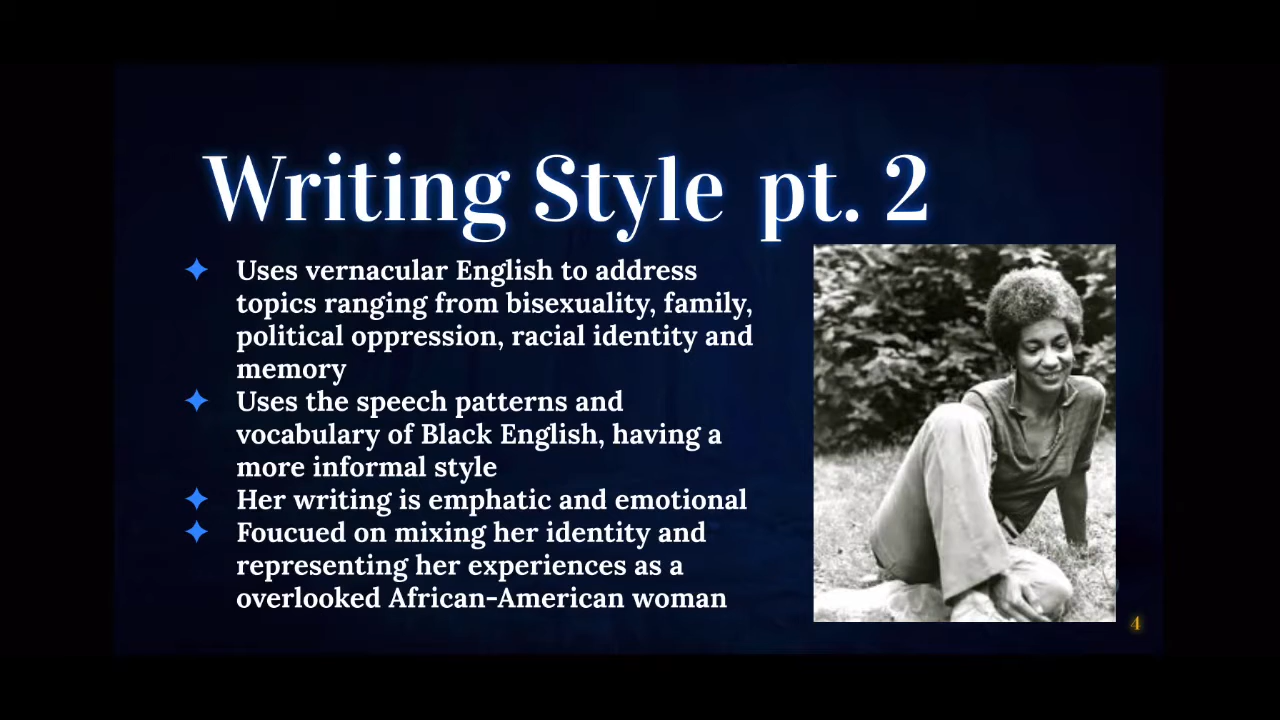 Writing Style pt. 2
Uses vernacular English to address
topics ranging from bisexuality, family,
political oppression, racial identity and
memory
Uses the speech patterns and
vocabulary of Black English, having a
more informal style
Her writing is emphatic and emotional
Foucued on mixing her identity and
representing her experiences as a
overlooked African-American woman
4